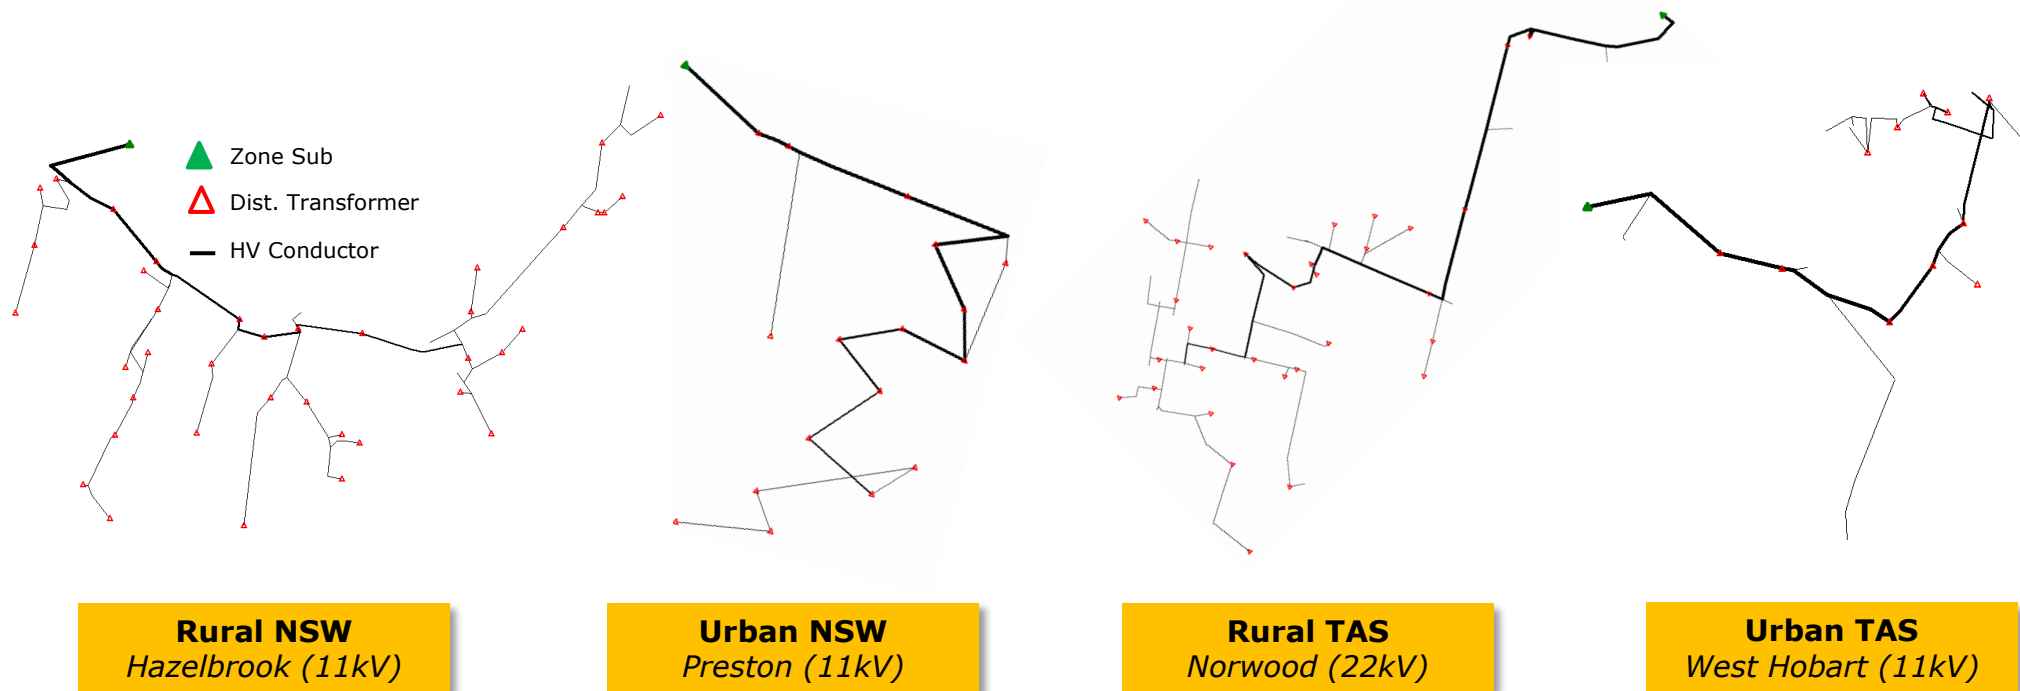 Zone Sub
Dist. Transformer
HV Conductor
Rural NSW
Hazelbrook (11kV)
Urban NSW
Preston (11kV)
Rural TAS
Norwood (22kV)
Urban TAS
West Hobart (11kV)